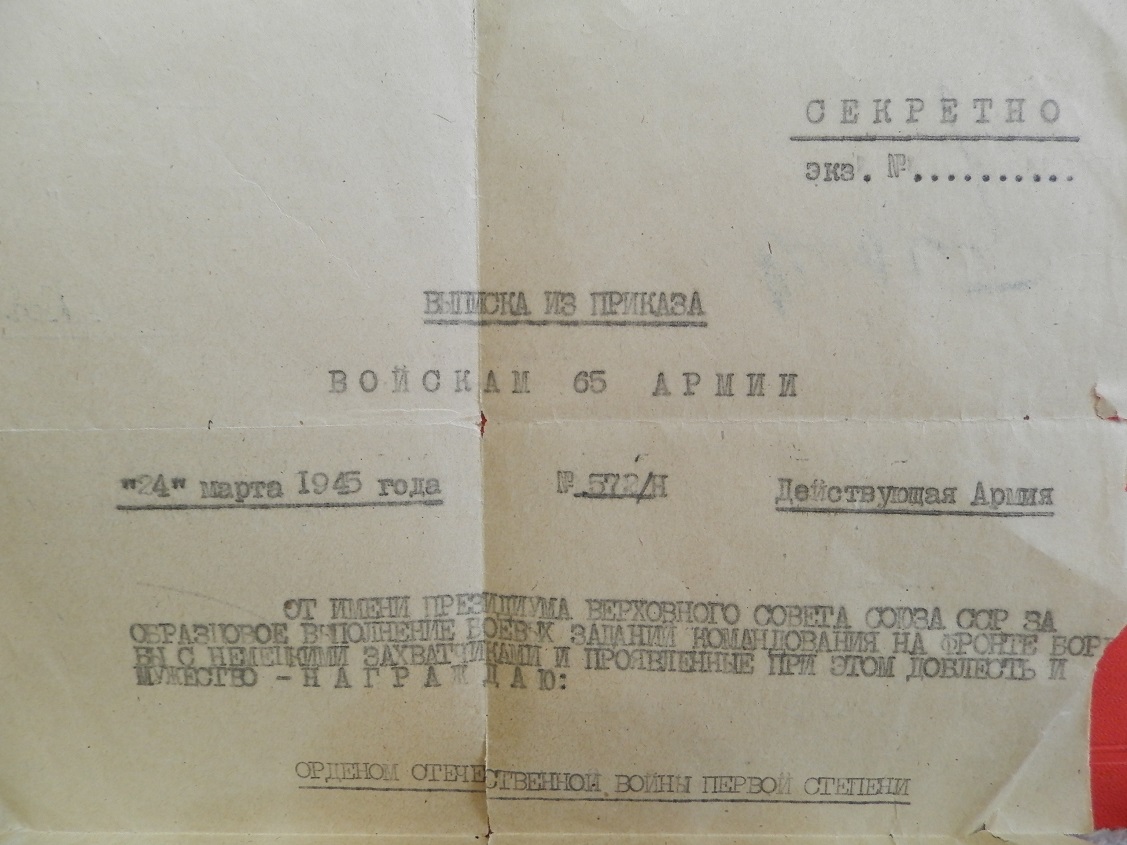 СЕКРЕТНО
экз. №..........
ВЫПИСКА ИЗ ПРИКАЗА
ВОЙСКАМ 65 АРМИИ
"24" марта 1945 года № 572/Н Действующая Армия
ОТ ИМЕНИ ПРЕЗИДИУМА ВЕРХОВНОГО СОВЕТА СОЮЗА ССР ЗА
ОБРАЗЦОВОЕ ВЫПОЛНЕНИЕ БОЕВЫХ ЗАДАНИЙ КОМАНДОВАНИЯ НА ФРОНТЕ БОРЬ
БЫ С НЕМЕЦКИМИ ЗАХВАТЧИКАМИ И ПРОЯВЛЕННЫЕ ПРИ ЭТОМ ДОВЛЕСТЬ И
МУЖЕСТВО - НАГРАЖДАЮ:
ОРДЕНОМ ОТЕЧЕСТВЕННОЙ ВОЙНЫ ПЕРВОЙ СТЕПЕНИ